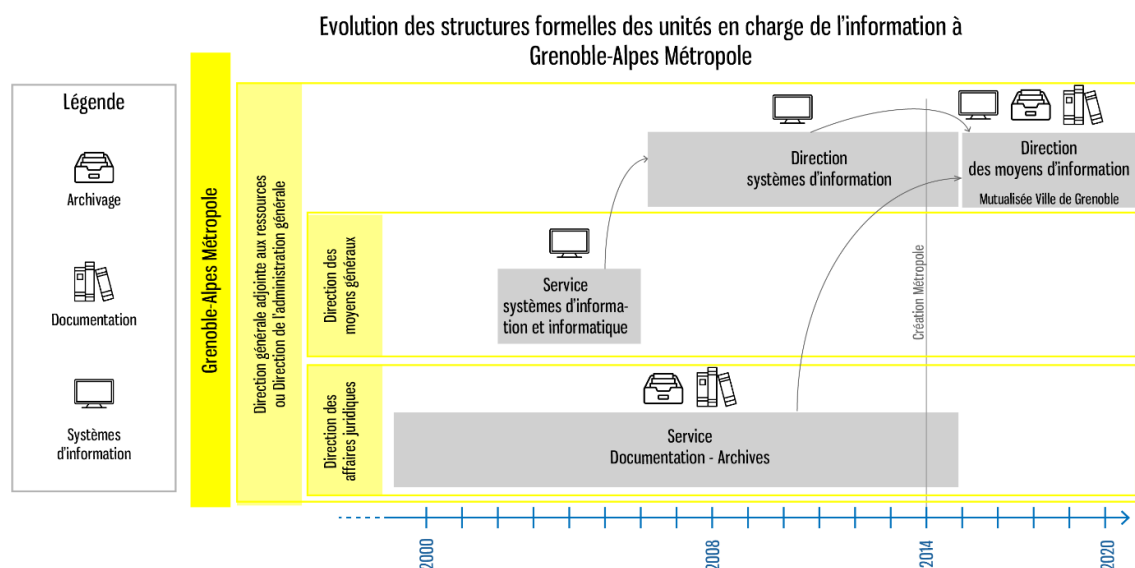 Evolution des structures formelles des unités en charge de l'information à
Grenoble-Alpes Métropole
Légende
Archivage
Documentation
Systèmes
d'information
Grenoble-Alpes Métropole
Direction générale adjointe aux ressources
ou Direction de l'administration générale
Direction
systèmes d'information
Direction
des moyens d'information
Mutualisée Ville de Grenoble
Direction des
moyens généraux
Service
systèmes d'informa-
tion et informatique
Création Métropole
Direction des
affaires juridiques
Service
Documentation - Archives
2000
2008
2014
2020